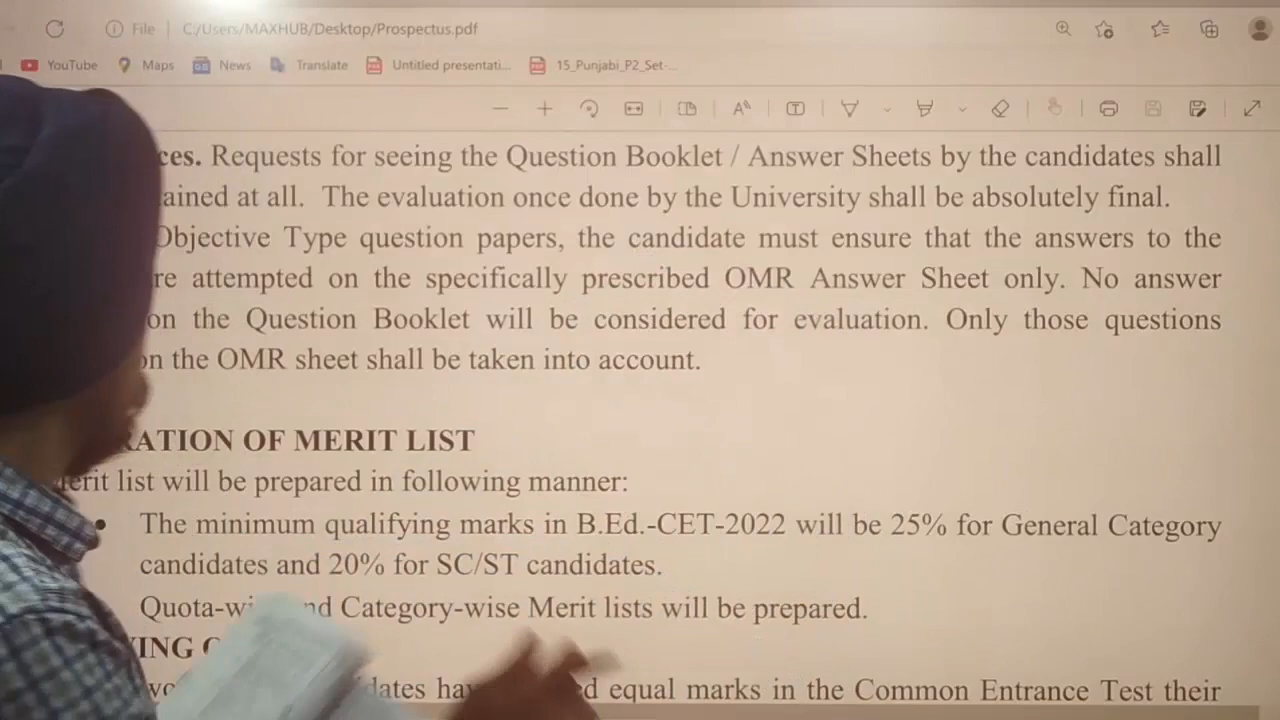 File | C:/Users/MAXHUB/Desktop/Prospectus.pdf
YouTube Maps News Translate Untitled presentati... 15_Punjabi_P2_Set-...
ces. Requests for seeing the Question Booklet / Answer Sheets by the candidates shall
ained at all. The evaluation once done by the University shall be absolutely final.
Objective Type question papers, the candidate must ensure that the answers to the
re attempted on the specifically prescribed OMR Answer Sheet only. No answer
on the Question Booklet will be considered for evaluation. Only those questions
on the OMR sheet shall be taken into account.
RATION OF MERIT LIST
erit list will be prepared in following manner:
• The minimum qualifying marks in B.Ed.-CET-2022 will be 25% for General Category
candidates and 20% for SC/ST candidates.
Quota-wi nd Category-wise Merit lists will be prepared.
ING
dates ha d equal marks in the Common Entrance Test their